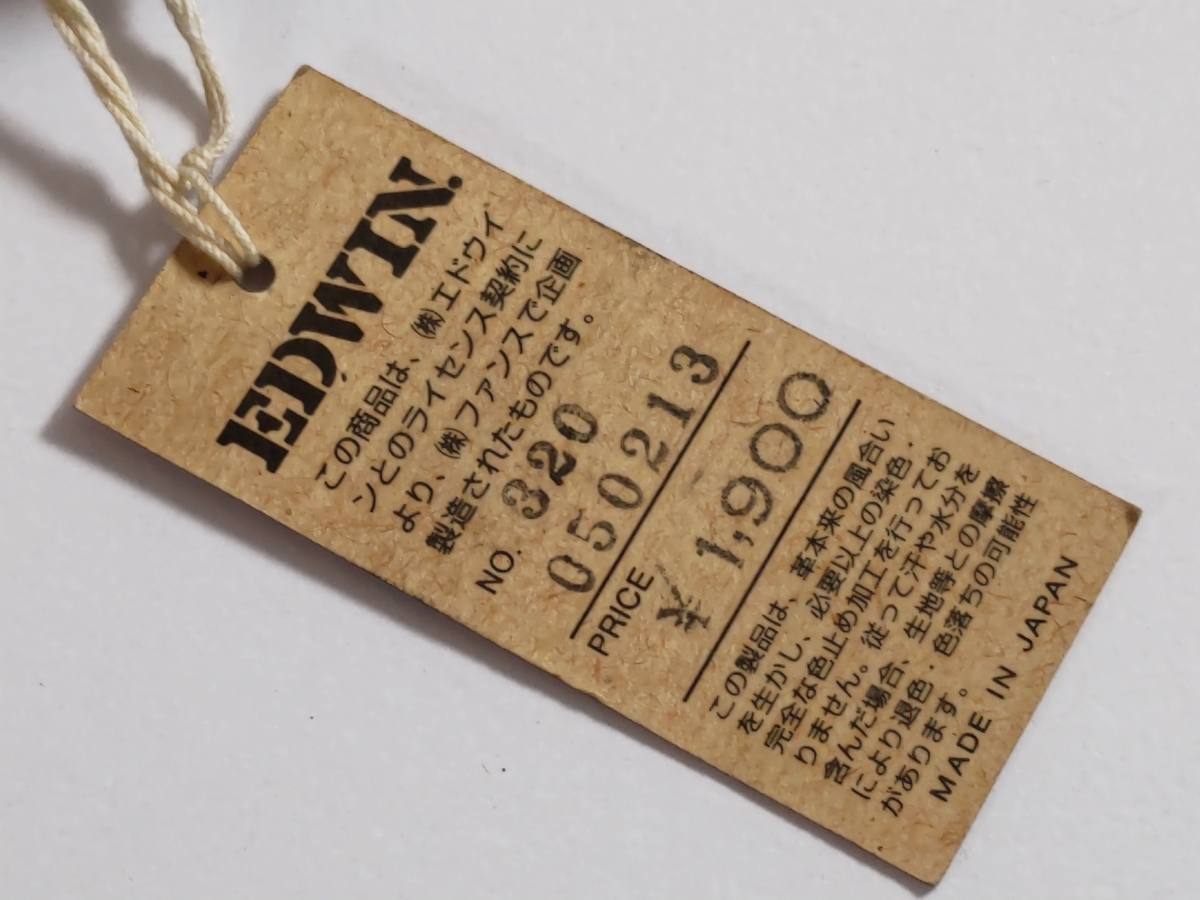 EDWIN.
この商品は、㈱エドウイ
ンとのライセンス契約に
より、㈱ファンスで企画
製造されたものです。
NO. 320
050213
PRICE
¥ 1,900
この製品は、革本来の風合い
を生かし、必要以上の染色・
完全な色止め加工を行ってお
りません。従って汗や水分を
含んだ場合、生地等との摩擦
により退色・色落ちの可能性
があります。
MADE IN JAPAN